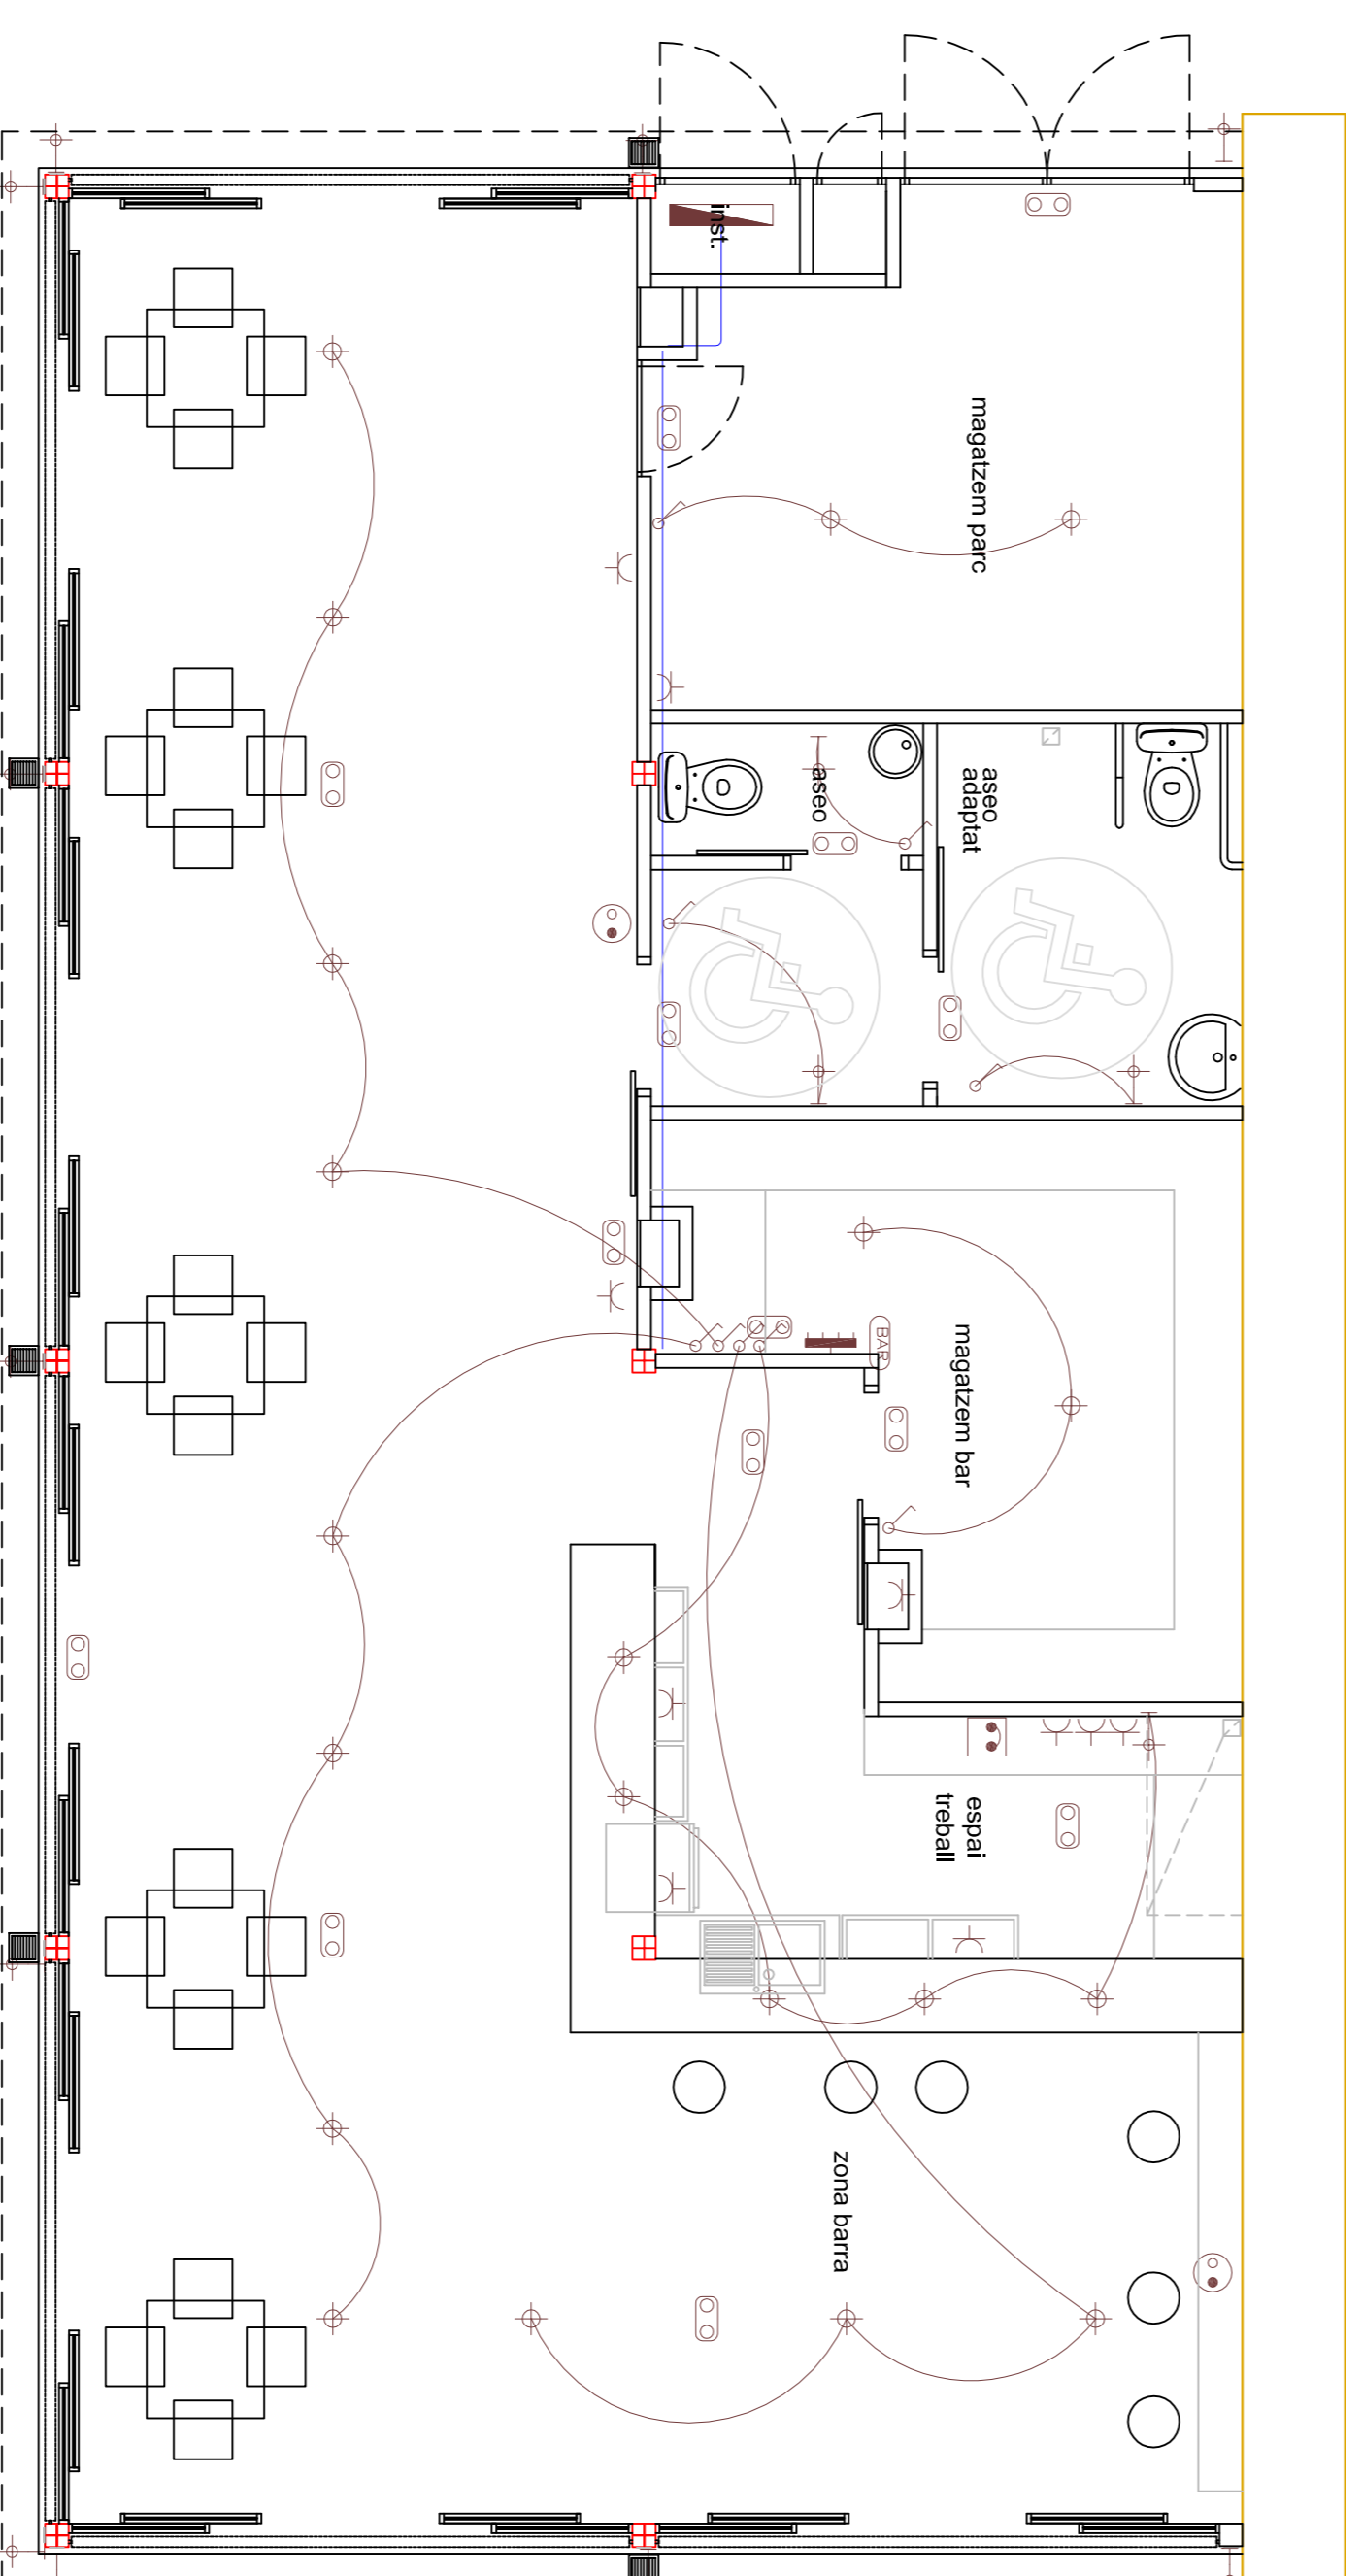 inst.
magatzem parc
aseo
aseo
adaptat
BAR
magatzem bar
espai
treball
zona barra